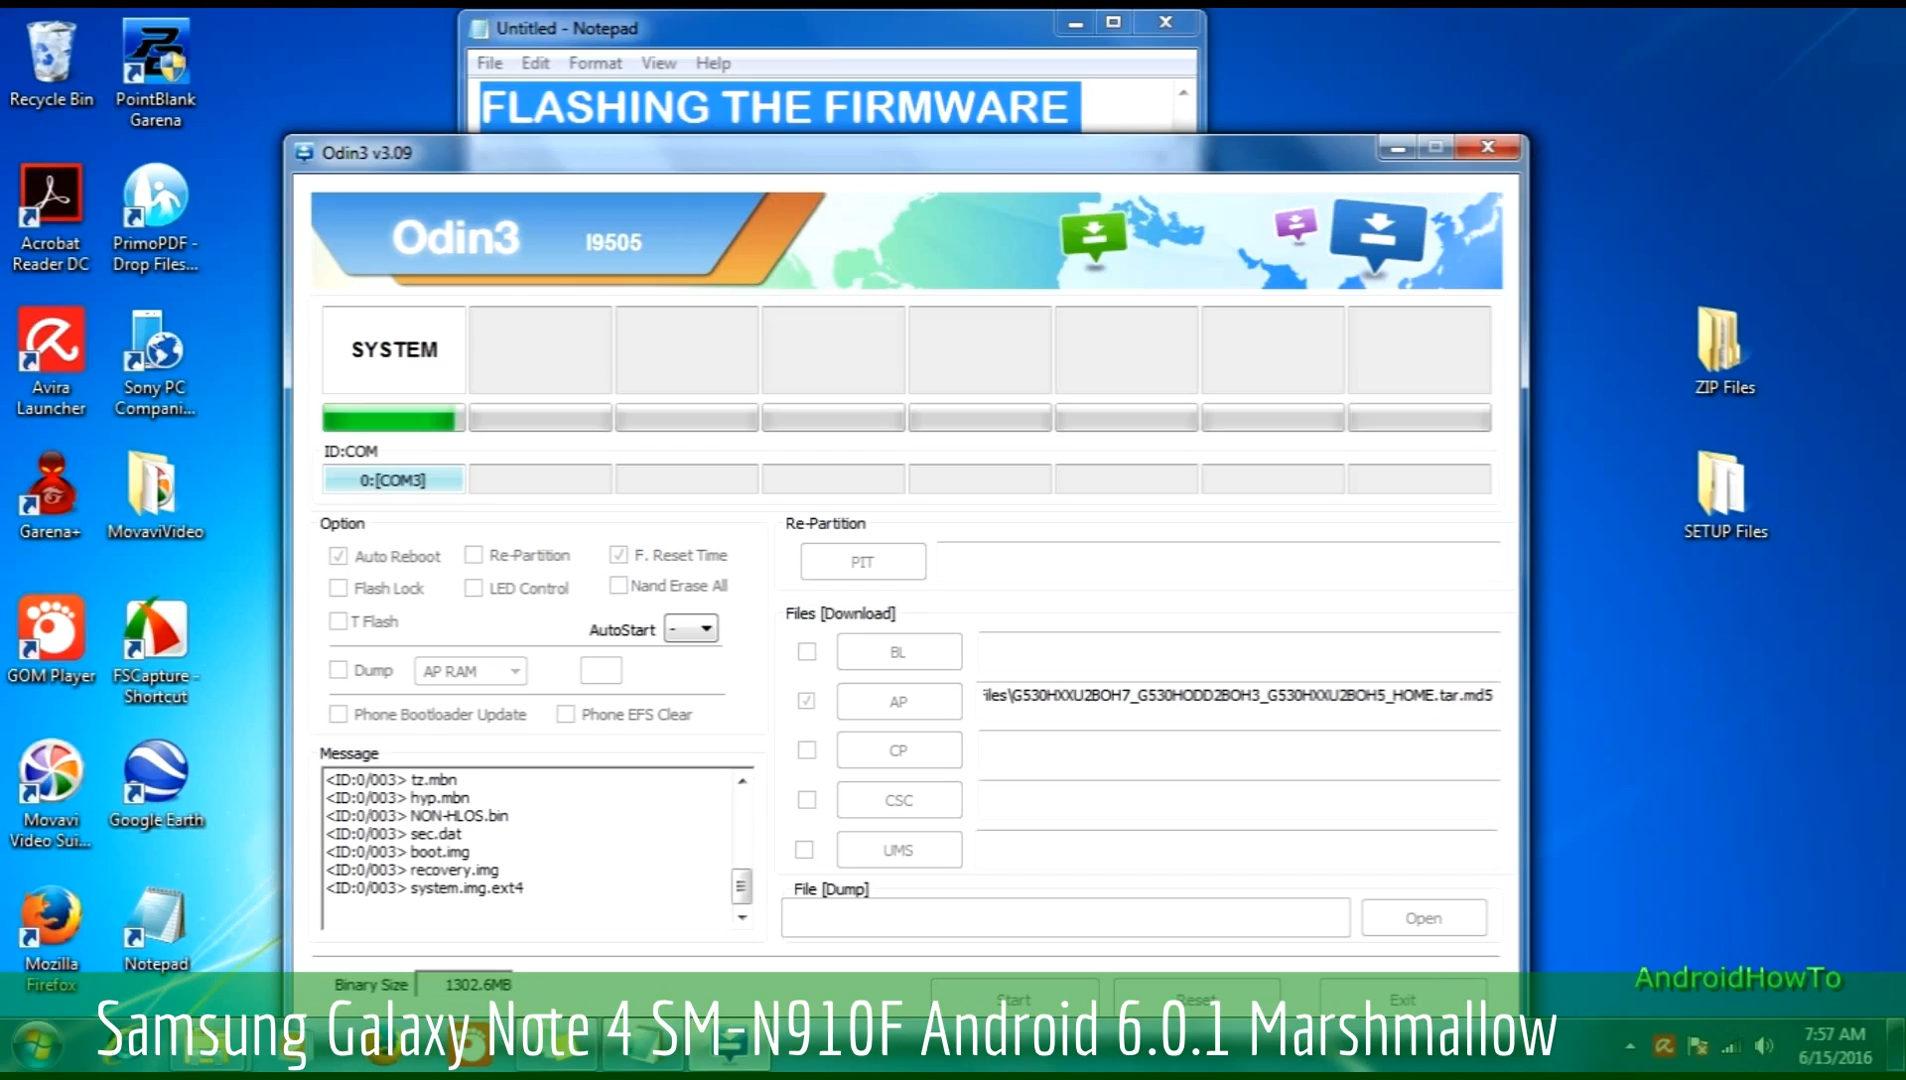 Untitled - Notepad
File Edit Format View Help
FLASHING THE FIRMWARE
Recycle Bin
PointBlank
Garena
Acrobat
Reader DC
PrimoPDF -
Drop Files...
Avira
Launcher
Sony PC
Compani...
Garena+
MovaviVideo
GOM Player
FSCapture -
Shortcut
Movavi
Video Sui...
Google Earth
Mozilla
Firefox
Notepad
Odin3 v3.09
Odin3 I9505
SYSTEM
ID:COM
0:[COM3]
Option
Auto Reboot Re-Partition F. Reset Time
Flash Lock LED Control Nand Erase All
T Flash
AutoStart -
Dump AP RAM
Phone Bootloader Update Phone EFS Clear
Message
<ID:0/003> tz.mbn
<ID:0/003> hyp.mbn
<ID:0/003> NON-HLOS.bin
<ID:0/003> sec.dat
<ID:0/003> boot.img
<ID:0/003> recovery.img
<ID:0/003> system.img.ext4
Re-Partition
PIT
Files [Download]
BL
AP iles\G530HXXU2BOH7_G530HODD2BOH3_G530HXXU2BOH5_HOME.tar.md5
CP
CSC
UMS
File [Dump]
Open
Binary Size 1302.6MB
Start Reset Exit
ZIP Files
SETUP Files
AndroidHowTo
Samsung Galaxy Note 4 SM-N910F Android 6.0.1 Marshmallow
7:57 AM
6/15/2016